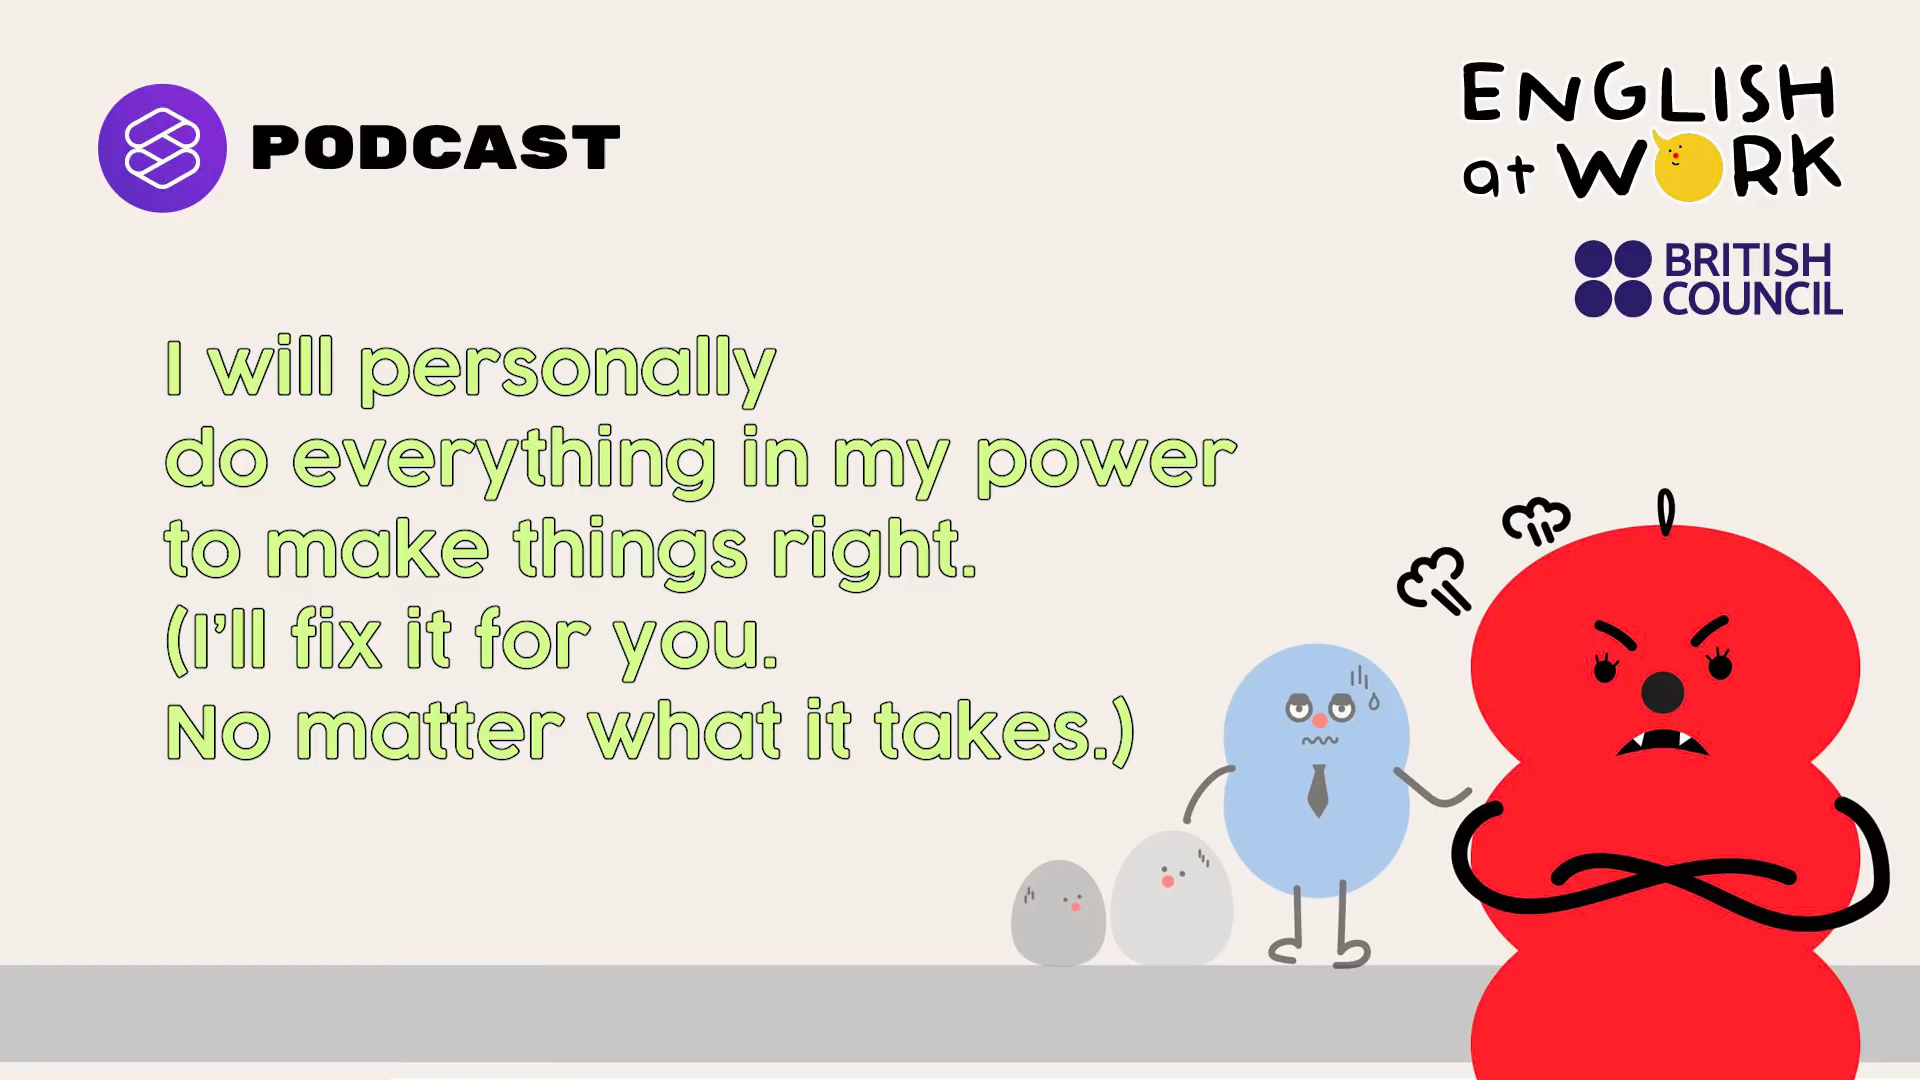 PODCAST
ENGLISH
at WORK
BRITISH
COUNCIL
I will personally
do everything in my power
to make things right.
(I'll fix it for you.
No matter what it takes.)